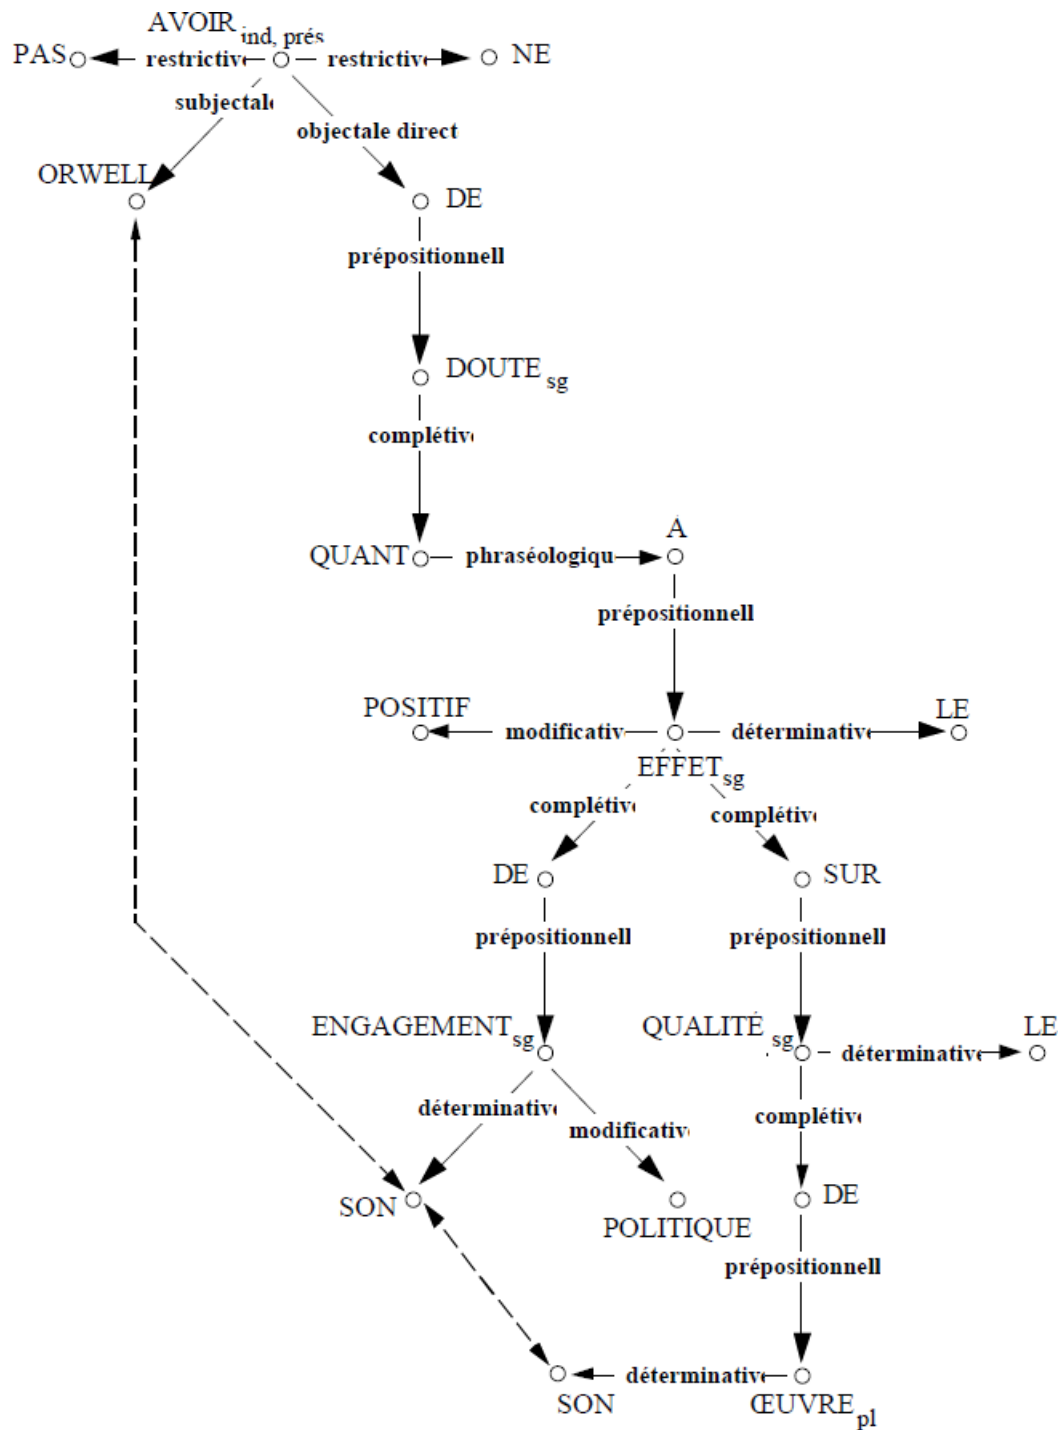 AVOIR ind, prés
PAS restrictive restrictive NE
subjectale
objectale direct
ORWELL
DE
prépositionnell
DOUTE sg
complétive
À
QUANT phraséologiqu
prépositionnell
POSITIF LE
modificativ déterminative
EFFET sg
complétive complétive
DE SUR
prépositionnell prépositionnell
ENGAGEMENT sg QUALITÉ sg LE
déterminative
déterminative complétive
modificative
SON DE
POLITIQUE
prépositionnell
déterminative
SON ŒUVRE pl